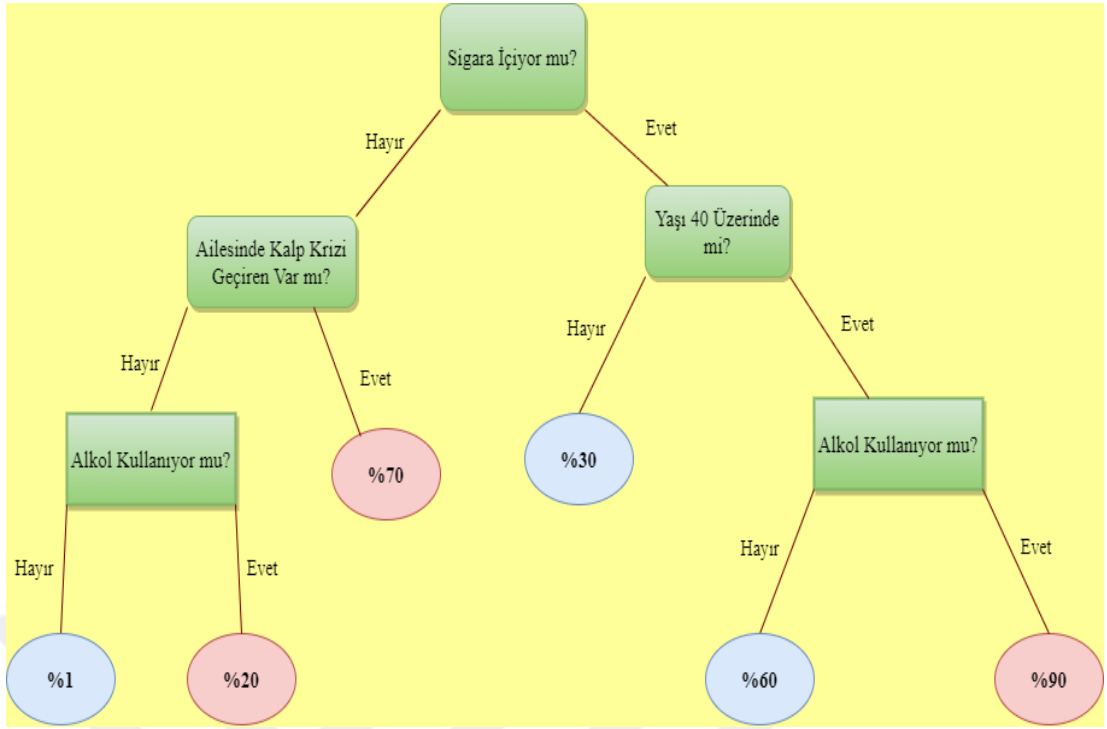 Sigara İçiyor mu?
Hayır
Evet
Ailesinde Kalp Krizi
Geçiren Var mı?
Yaşı 40 Üzerinde
mi?
Hayır
Evet
Hayır
Evet
Alkol Kullanıyor mu?
%70
%30
Alkol Kullanıyor mu?
Hayır
Evet
Hayır
Evet
%1
%20
%60
%90